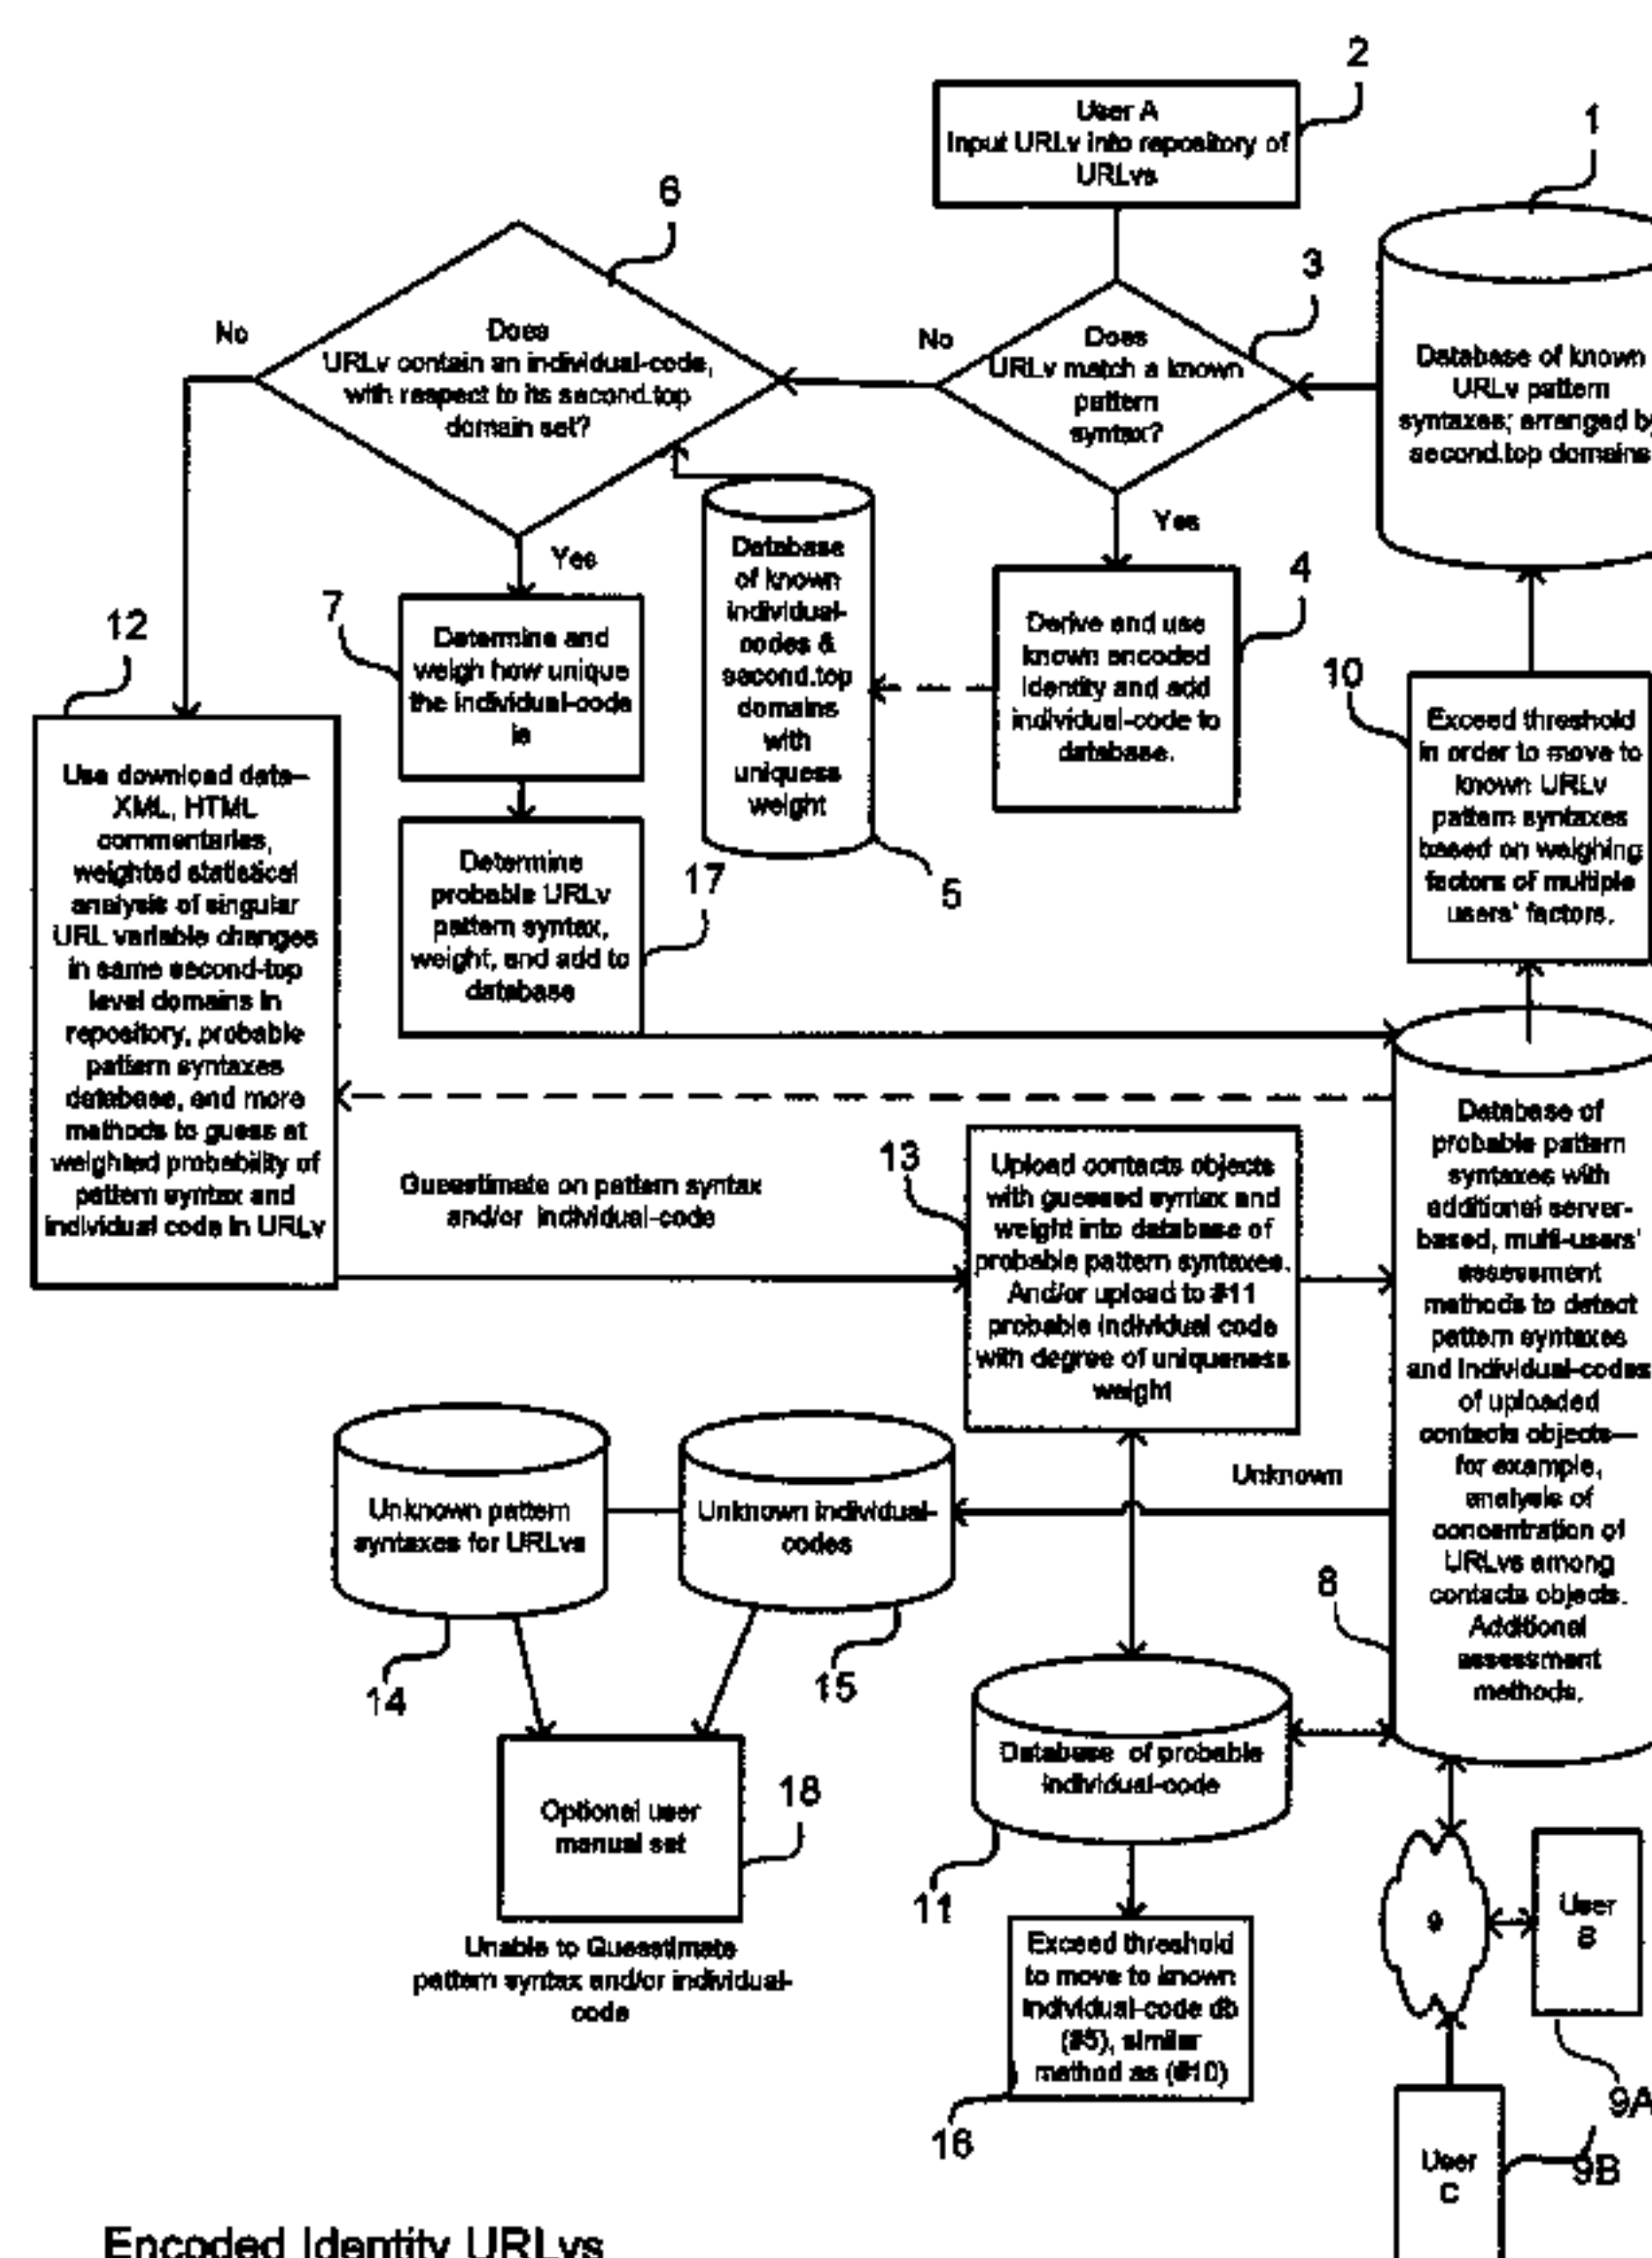 2
User A
Input URLv into repository of
URLvs
1
6
3
No
Does
URLv contain an individual-code,
with respect to its second.top
domain set?
No
Does
URLv match a known
pattern
syntax?
Database of known
URLv pattern
syntaxes; arranged by
second.top domains
Yes
Yes
7
Determine and
weigh how unique
the individual-code
is
Database
of known
individual-
codes &
second.top
domains
with
uniquess
weight
5
4
Derive and use
known encoded
identity and add
individual-code to
database.
10
Exceed threshold
in order to move to
known URLv
pattern syntaxes
based on weighing
factors of multiple
users' factors.
12
Use download data–
XML, HTML
commentaries,
weighted statistical
analysis of singular
URL variable changes
in same second-top
level domains in
repository, probable
pattern syntaxes
database, and more
methods to guess at
weighted probability of
pattern syntax and
individual code in URLv
Determine
probable URLv
pattern syntax,
weight, and add to
database
17
Guesstimate on pattern syntax
and/or individual-code
13
Upload contacts objects
with guessed syntax and
weight into database of
probable pattern syntaxes.
And/or upload to #11
probable individual code
with degree of uniqueness
weight
Database of
probable pattern
syntaxes with
additional server-
based, multi-users'
assessment
methods to detect
pattern syntaxes
and individual-codes
of uploaded
contacts objects—
for example,
analysis of
concentration of
URLvs among
contacts objects.
Additional
assessment
methods.
8
Unknown
Unknown pattern
syntaxes for URLvs
14
Unknown individual-
codes
15
Optional user
manual set
18
Unable to Guesstimate
pattern syntax and/or individual-
code
Database of probable
individual-code
11
Exceed threshold
to move to known
individual-code db
(#5), similar
method as (#10)
16
9
User
B
9A
User
C
9B
Encoded Identity URLvs